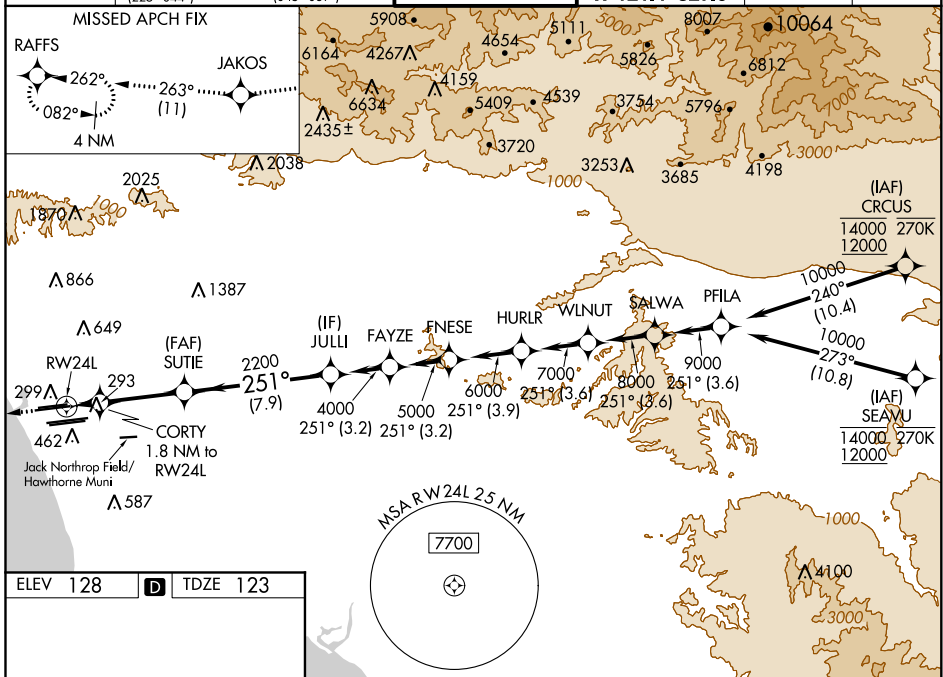 MISSED APCH FIX
RAFFS
JAKOS
262°
263°
(11)
082°
4 NM
5908
6164
4267
4654
5111
5826
8007
10064
6812
6634
4159
5409
4539
3754
5796
2435±
3720
3253
3685
4198
3000
7000
1000
2038
2025
1870
1000
866
1387
649
(IAF)
CRCUS
14000 270K
12000
10000
240°
(10.4)
10000
273°
(10.8)
(IAF)
SEAVU
14000 270K
12000
PFILA
SALWA
WLNUT
HURLR
FNESE
FAYZE
(IF)
JULLI
(FAF)
SUTIE
RW24L
9000
251° (3.6)
8000
251° (3.6)
7000
251° (3.6)
6000
251° (3.9)
5000
251° (3.2)
4000
251° (3.2)
2200
251°
(7.9)
299
293
462
CORTY
1.8 NM to
RW24L
Jack Northrop Field/
Hawthorne Muni
587
MSA RW24L 25 NM
7700
1000
4100
3000
ELEV 128 D TDZE 123